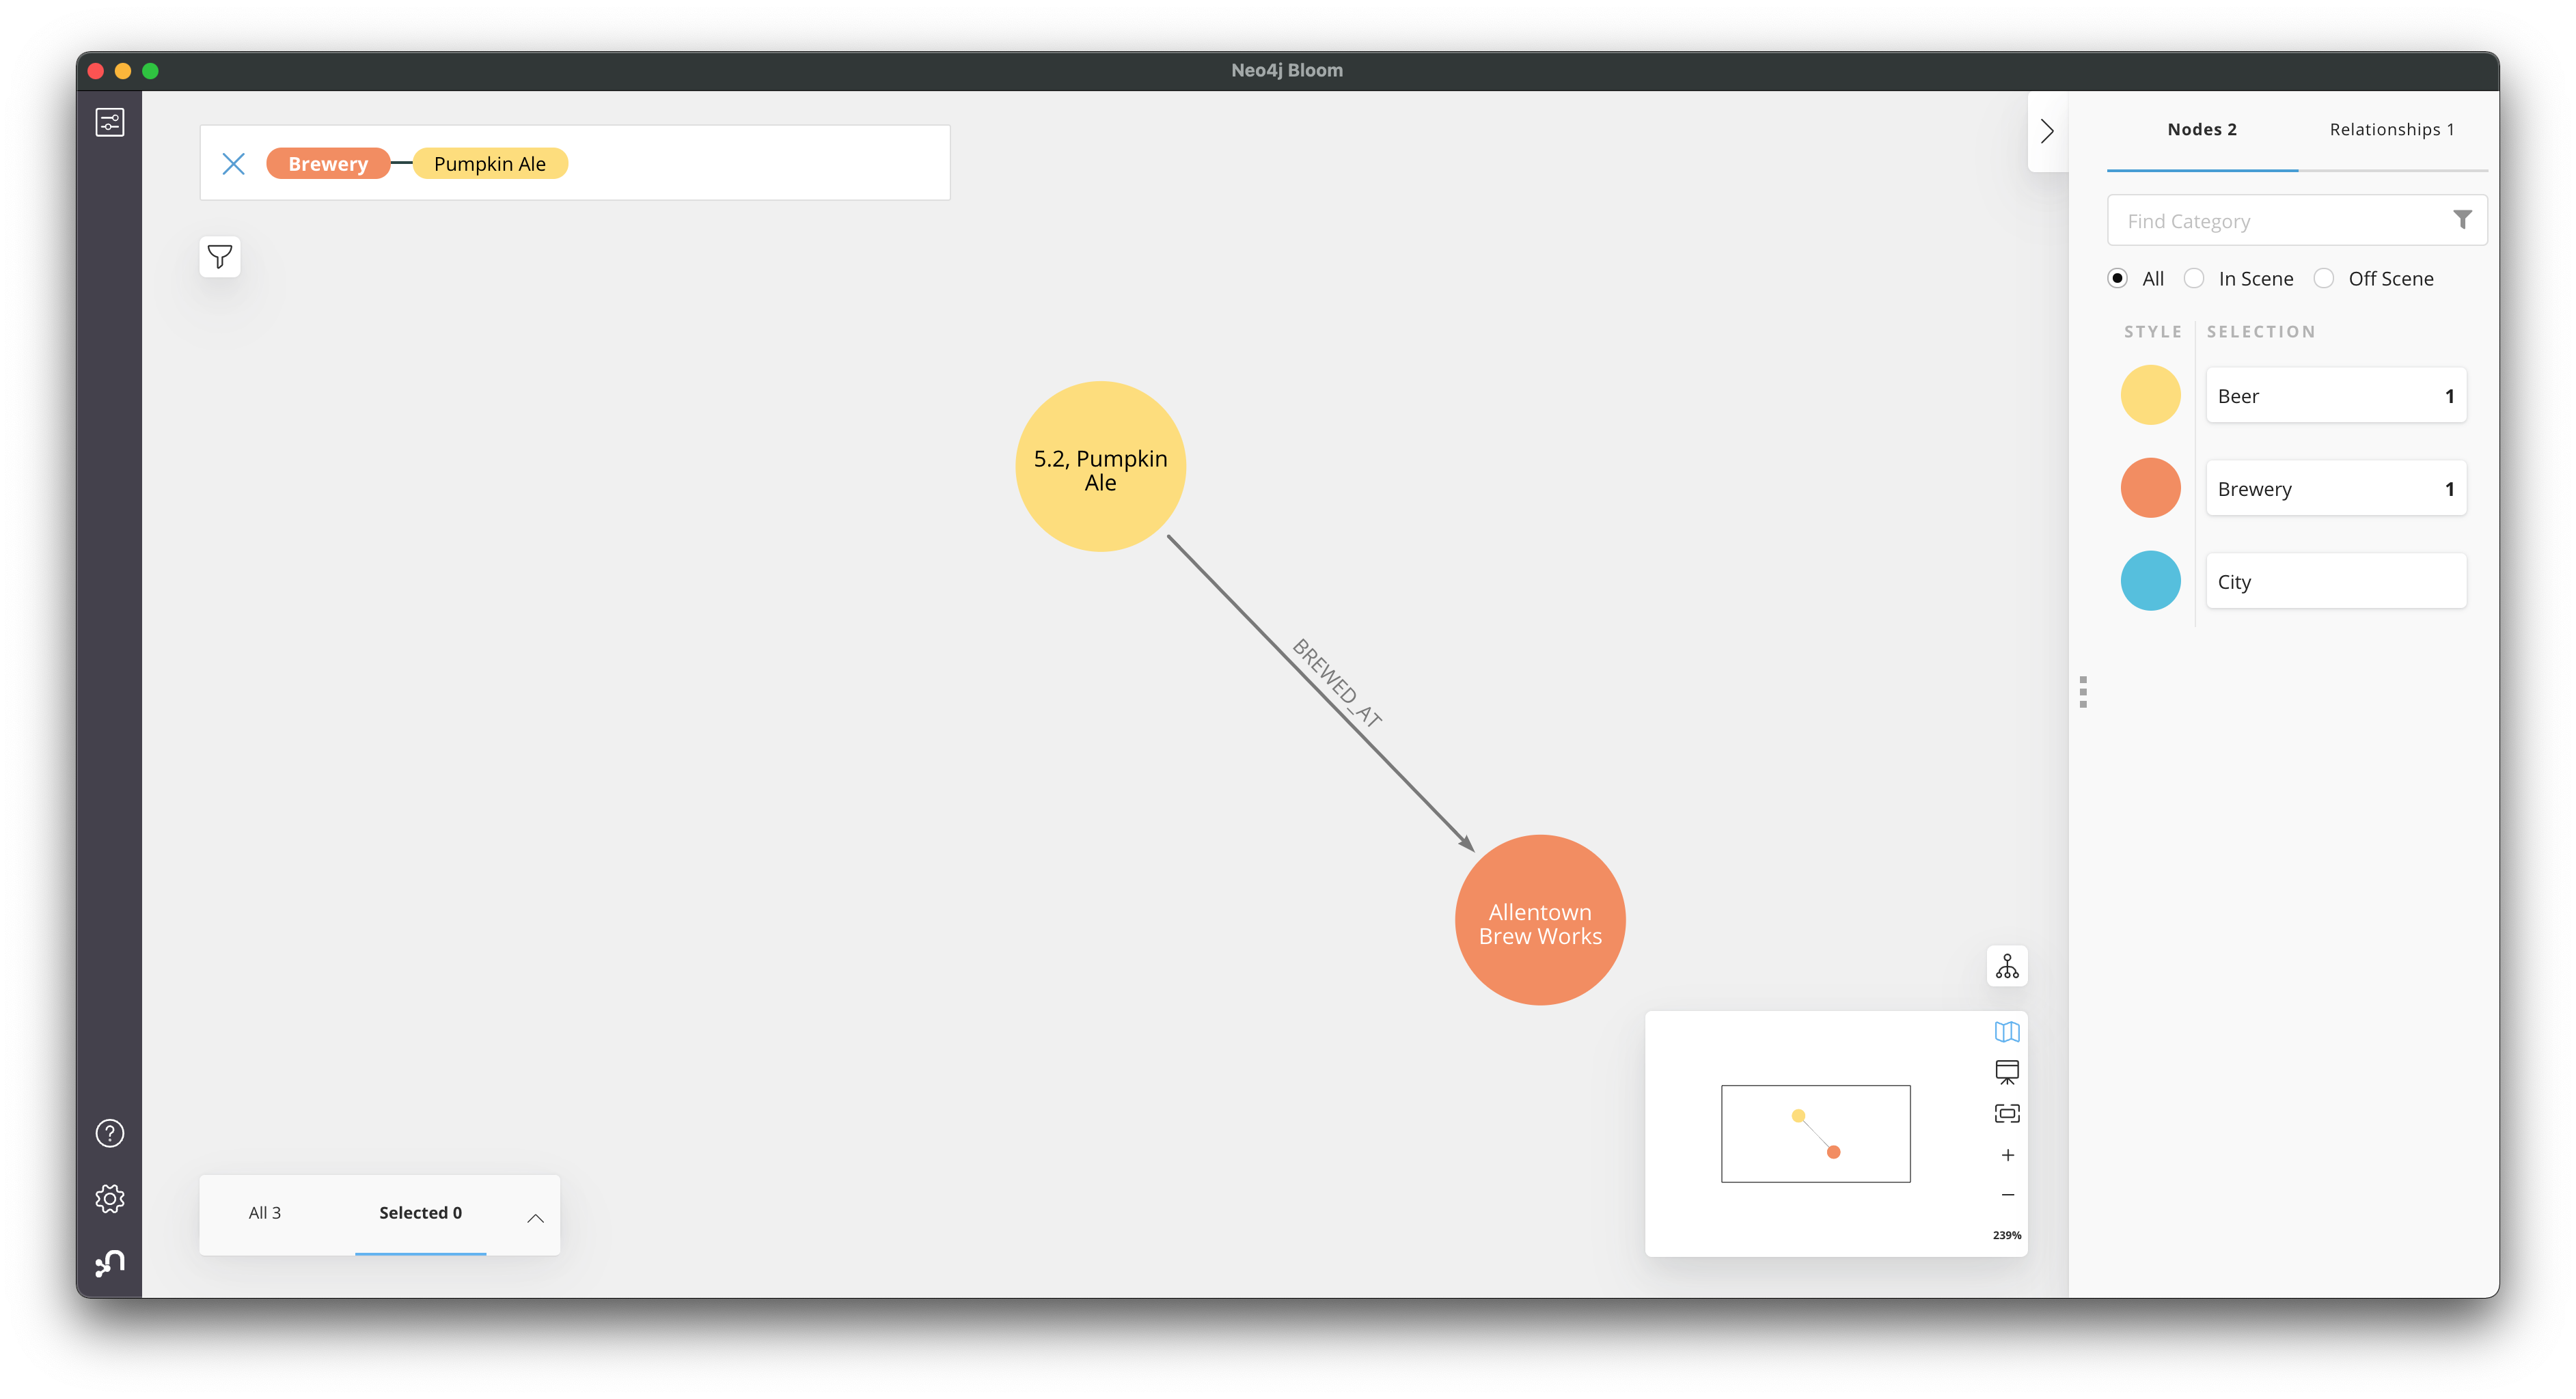 Neo4j Bloom
Brewery
Pumpkin Ale
Nodes 2
Relationships 1
Find Category
All
In Scene
Off Scene
STYLE
SELECTION
Beer 1
Brewery 1
City
5.2, Pumpkin
Ale
BREWED_AT
Allentown
Brew Works
?
All 3
Selected 0
239%